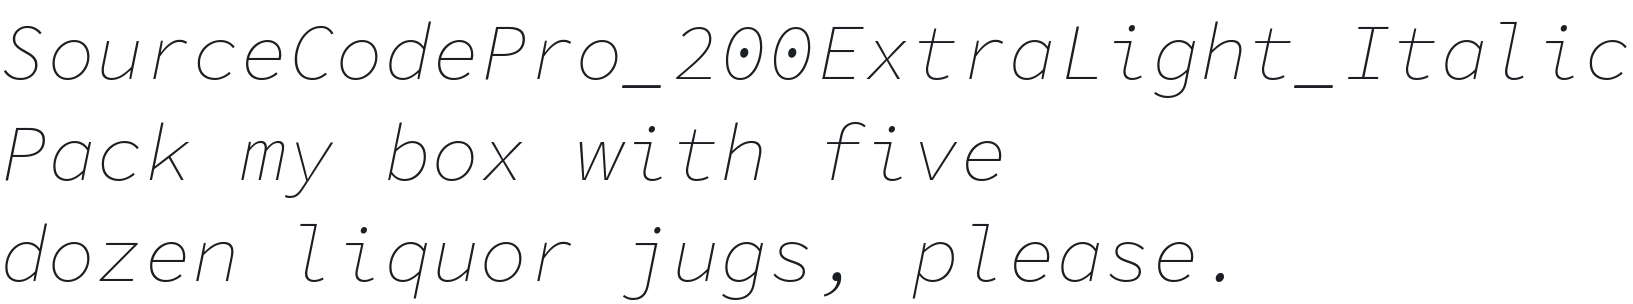 SourceCodePro_200ExtraLight_Italic
Pack my box with five
dozen liquor jugs, please.